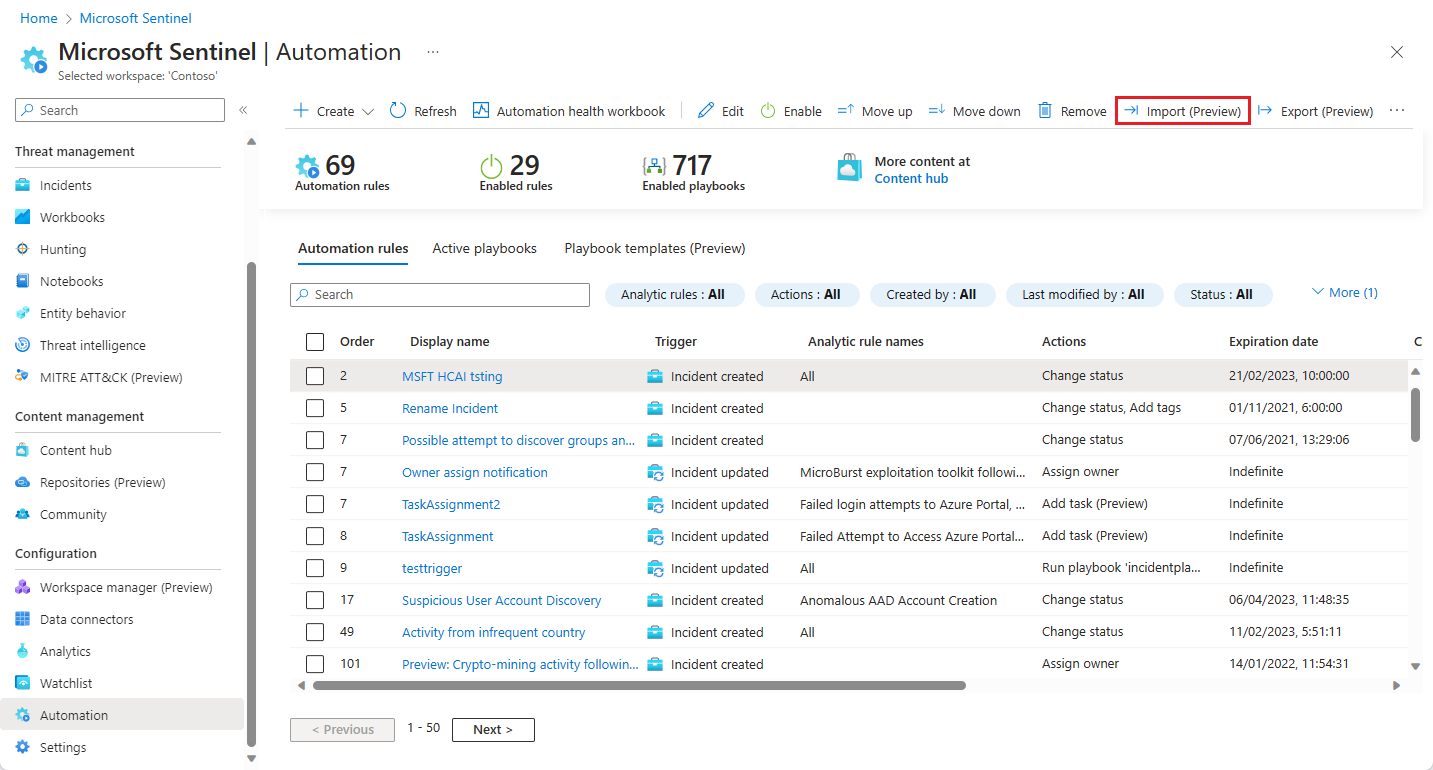 Home > Microsoft Sentinel
Microsoft Sentinel | Automation ...
Selected workspace: 'Contoso'
Search «
Threat management
Incidents
Workbooks
Hunting
Notebooks
Entity behavior
Threat intelligence
MITRE ATT&CK (Preview)
Content management
Content hub
Repositories (Preview)
Community
Configuration
Workspace manager (Preview)
Data connectors
Analytics
Watchlist
Automation
Settings
Create Refresh Automation health workbook Edit Enable Move up Move down Remove Import (Preview) Export (Preview) ...
69 29 717
Automation rules Enabled rules Enabled playbooks
More content at
Content hub
Automation rules Active playbooks Playbook templates (Preview)
Search Analytic rules : All Actions : All Created by : All Last modified by : All Status : All More (1)
Order Display name Trigger Analytic rule names Actions Expiration date C
2 MSFT HCAI tsting Incident created All Change status 21/02/2023, 10:00:00
5 Rename Incident Incident created Change status, Add tags 01/11/2021, 6:00:00
7 Possible attempt to discover groups an... Incident created Change status 07/06/2021, 13:29:06
7 Owner assign notification Incident updated MicroBurst exploitation toolkit followi... Assign owner Indefinite
7 TaskAssignment2 Incident updated Failed login attempts to Azure Portal, ... Add task (Preview) Indefinite
8 TaskAssignment Incident updated Failed Attempt to Access Azure Portal... Add task (Preview) Indefinite
9 testtrigger Incident updated All Run playbook 'incidentpla... Indefinite
17 Suspicious User Account Discovery Incident created Anomalous AAD Account Creation Change status 06/04/2023, 11:48:35
49 Activity from infrequent country Incident created All Change status 11/02/2023, 5:51:11
101 Preview: Crypto-mining activity followin... Incident created Assign owner 14/01/2022, 11:54:31
< Previous 1 - 50 Next >